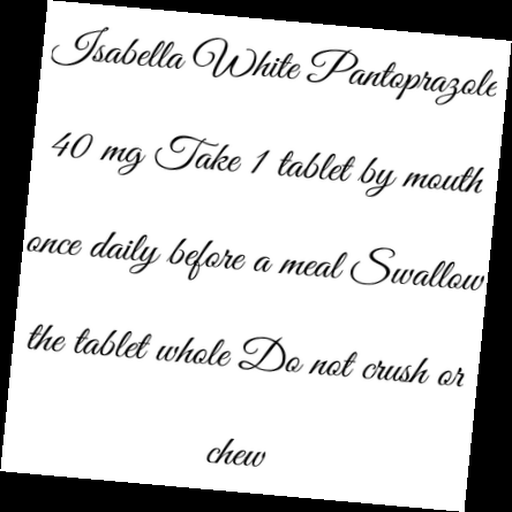 Isabella White Pantoprazole
40 mg Take 1 tablet by mouth
once daily before a meal Swallow
the tablet whole Do not crush or
chew